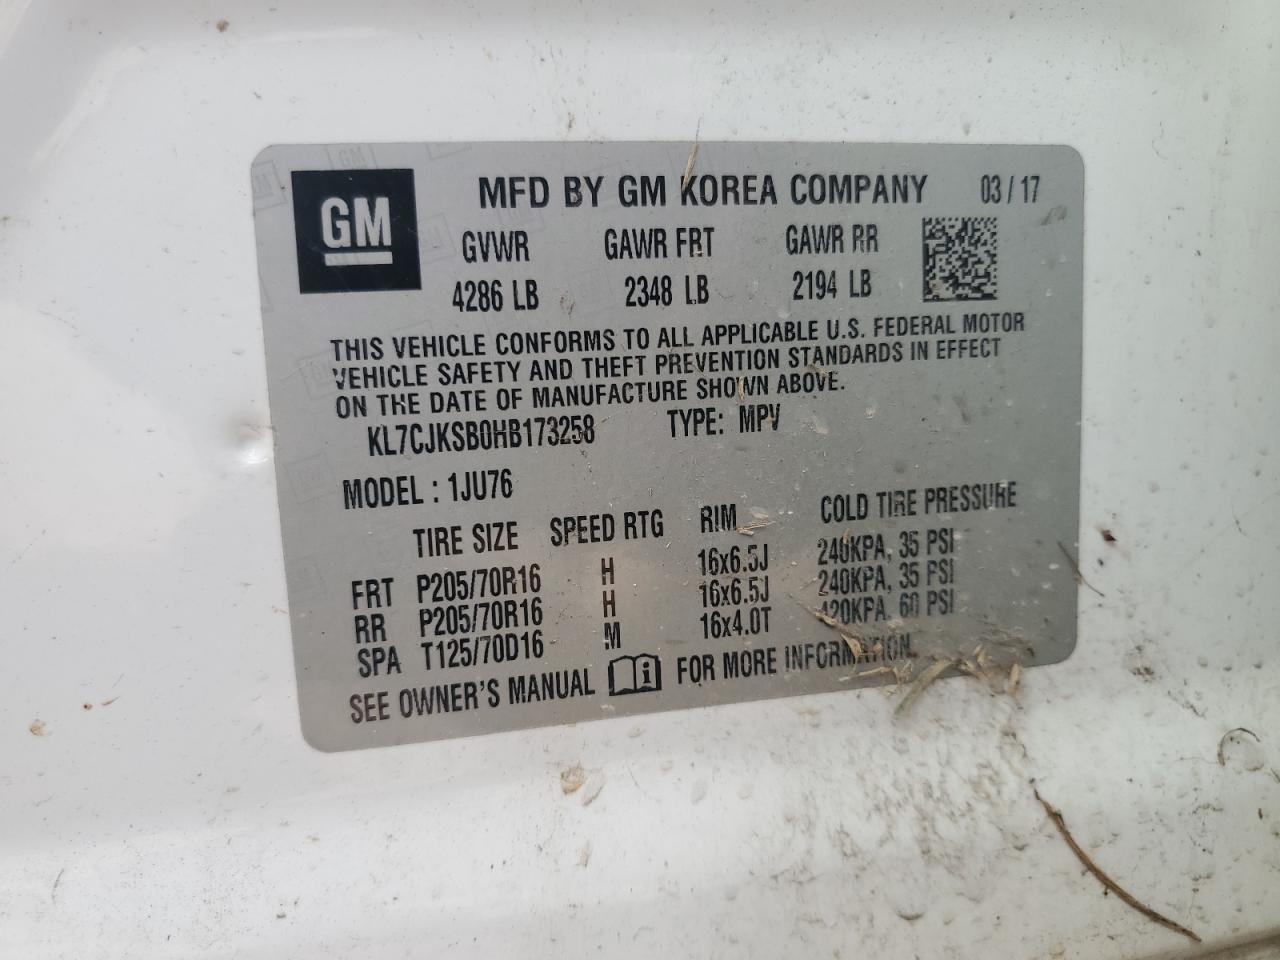 GM MFD BY GM KOREA COMPANY 03/17
GVWR GAWR FRT GAWR RR
4286 LB 2348 LB 2194 LB
THIS VEHICLE CONFORMS TO ALL APPLICABLE U.S. FEDERAL MOTOR
VEHICLE SAFETY AND THEFT PREVENTION STANDARDS IN EFFECT
ON THE DATE OF MANUFACTURE SHOWN ABOVE.
KL7CJKSB0HB173258 TYPE: MPV
MODEL : 1JU76
TIRE SIZE SPEED RTG RIM COLD TIRE PRESSURE
FRT P205/70R16 H 16x6.5J 240KPA, 35 PSI
RR P205/70R16 H 16x6.5J 240KPA, 35 PSI
SPA T125/70D16 M 16x4.0T 420KPA, 60 PSI
SEE OWNER'S MANUAL i FOR MORE INFORMATION.